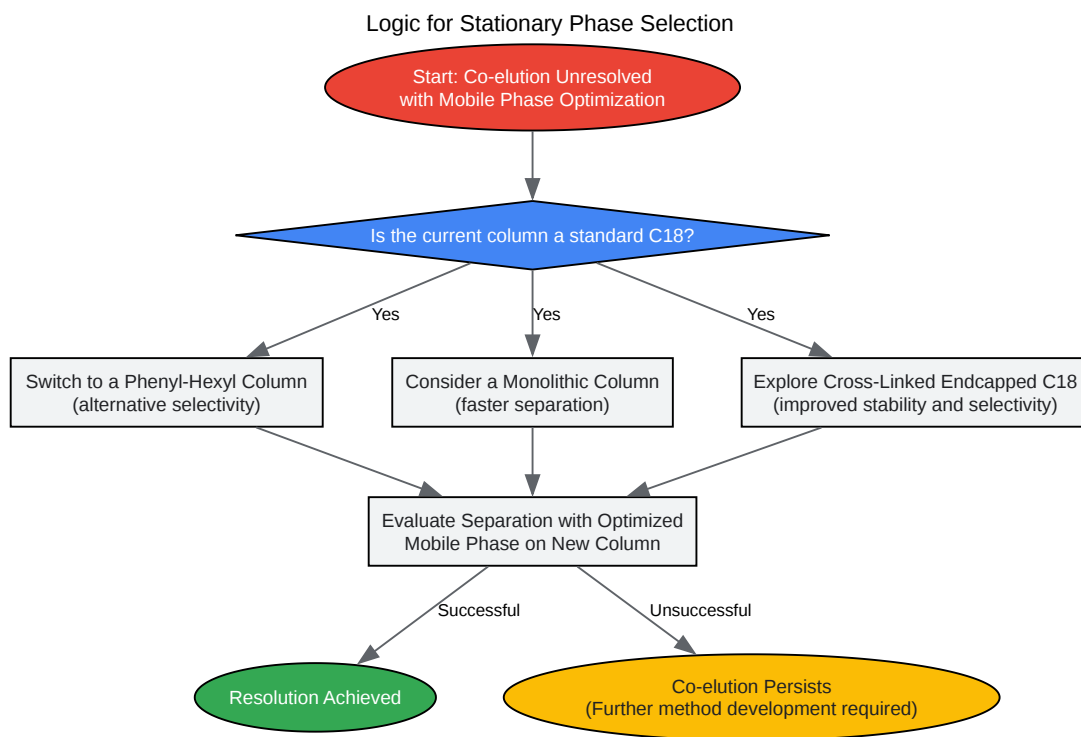 Logic for Stationary Phase Selection
Start: Co-elution Unresolved
with Mobile Phase Optimization
Is the current column a standard C18?
Yes
Yes
Yes
Switch to a Phenyl-Hexyl Column
(alternative selectivity)
Consider a Monolithic Column
(faster separation)
Explore Cross-Linked Endcapped C18
(improved stability and selectivity)
Evaluate Separation with Optimized
Mobile Phase on New Column
Successful
Unsuccessful
Resolution Achieved
Co-elution Persists
(Further method development required)